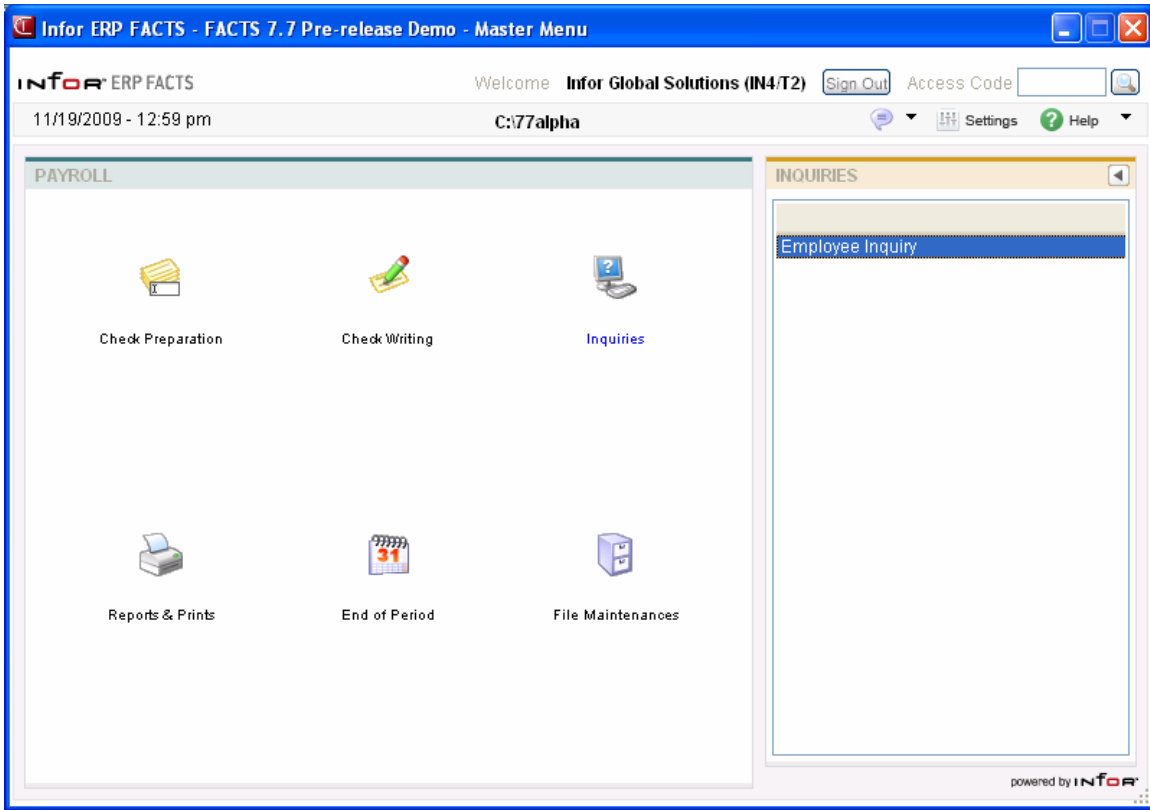 Infor ERP FACTS - FACTS 7.7 Pre-release Demo - Master Menu
infor ERP FACTS Welcome Infor Global Solutions (IN4/T2) Sign Out Access Code
11/19/2009 - 12:59 pm C:\77alpha Settings Help
PAYROLL
INQUIRIES
Employee Inquiry
Check Preparation Check Writing Inquiries
31
Reports & Prints End of Period File Maintenances
powered by infor